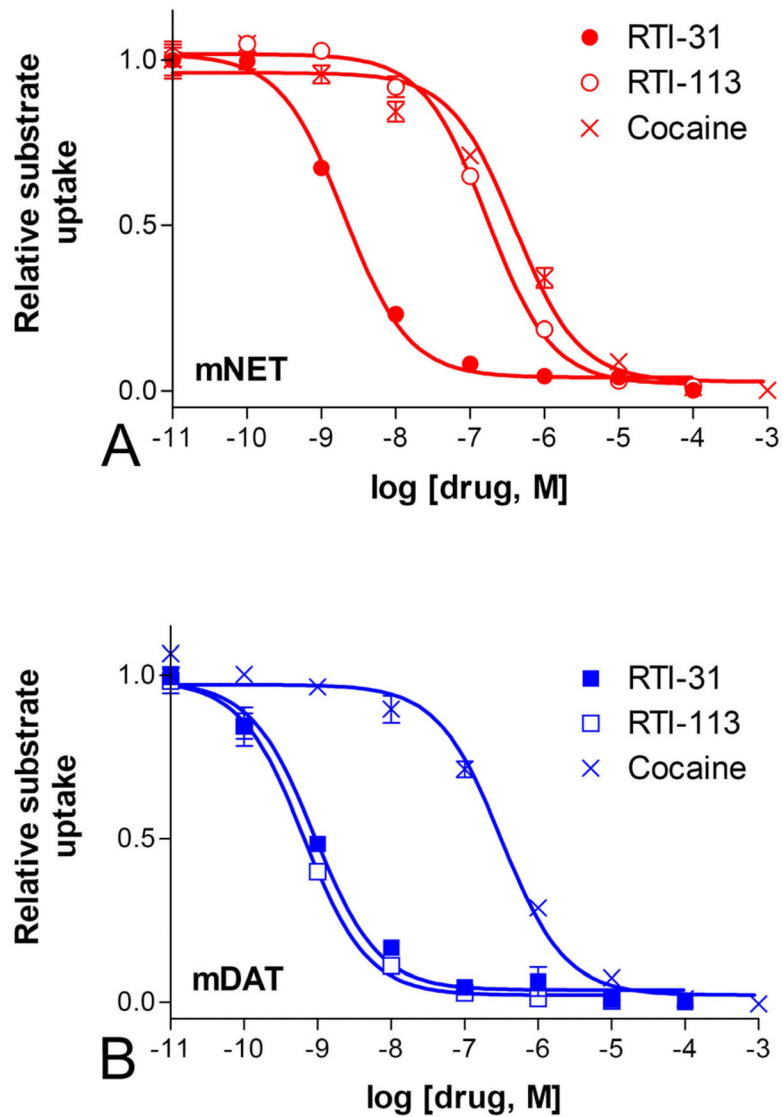 RTI-31
RTI-113
Cocaine
Relative substrate
uptake
1.0
0.5
0.0
mNET
A
-11 -10 -9 -8 -7 -6 -5 -4 -3
log [drug, M]
RTI-31
RTI-113
Cocaine
Relative substrate
uptake
1.0
0.5
0.0
mDAT
B
-11 -10 -9 -8 -7 -6 -5 -4 -3
log [drug, M]